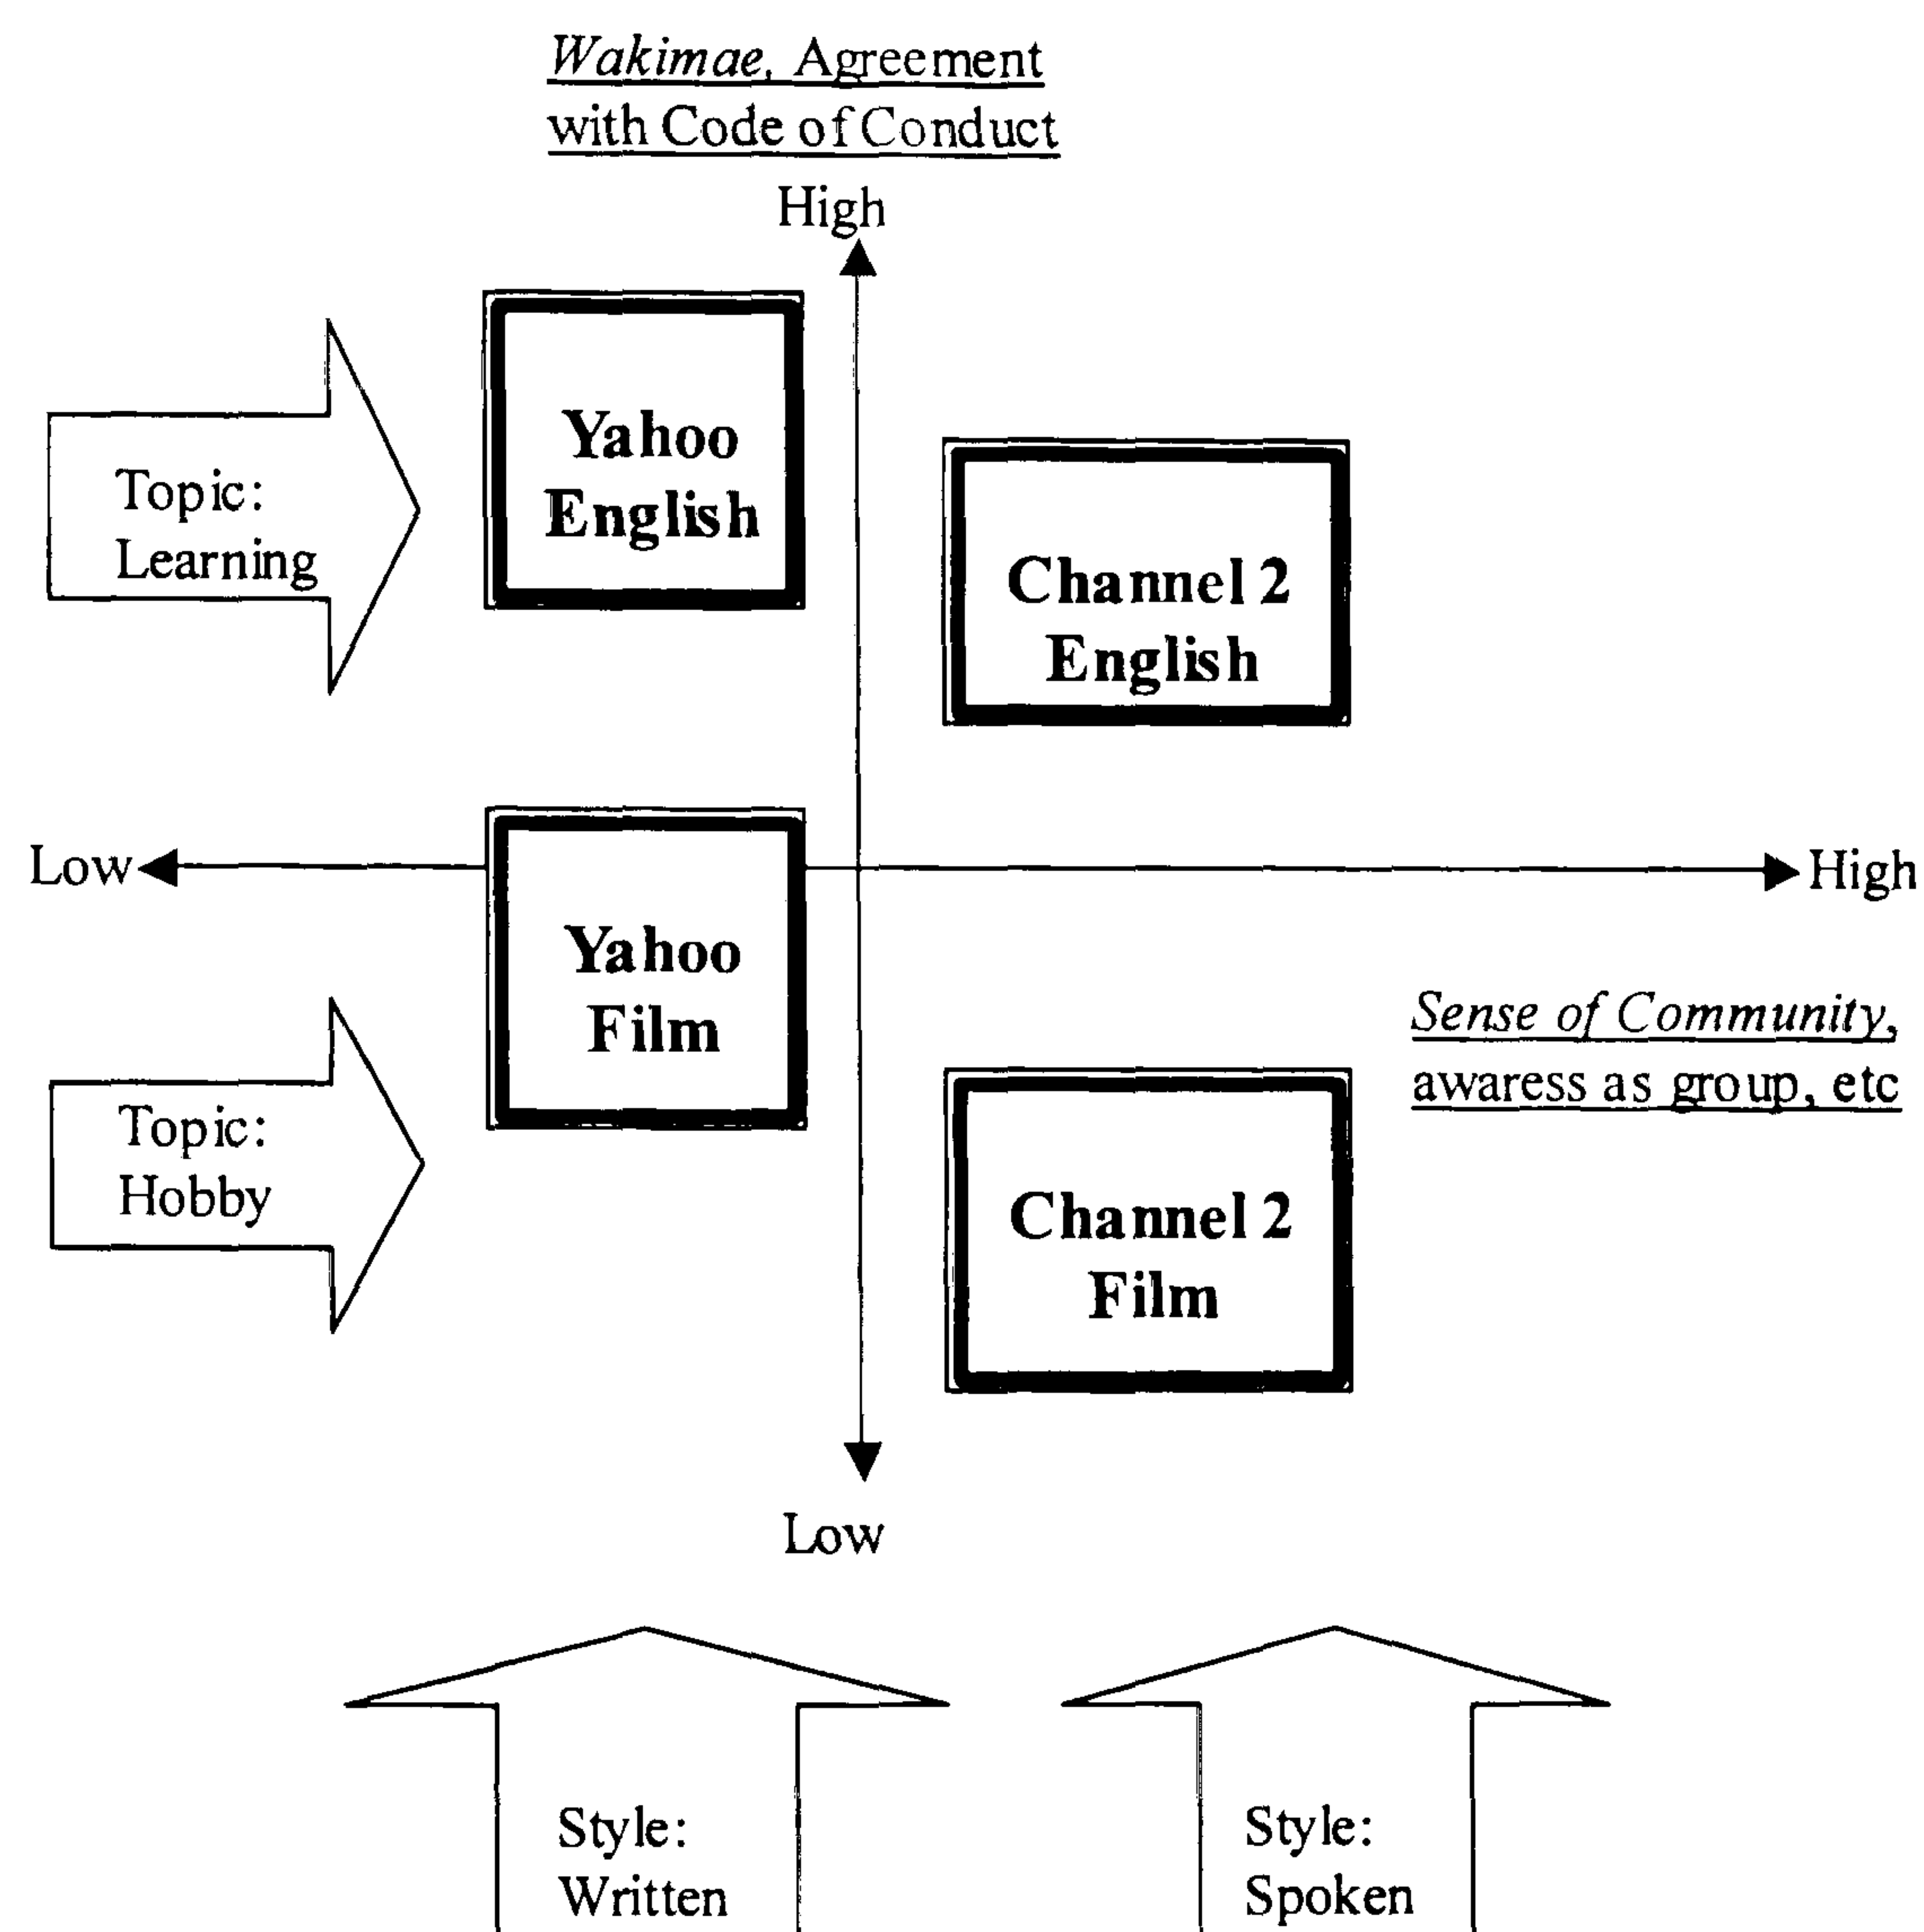 Wakimae, Agreement
with Code of Conduct
High
Yahoo
English
Topic:
Learning
Channel 2
English
Low
High
Yahoo
Film
Sense of Community,
awaress as group, etc
Topic:
Hobby
Channel 2
Film
Low
Style:
Written
Style:
Spoken